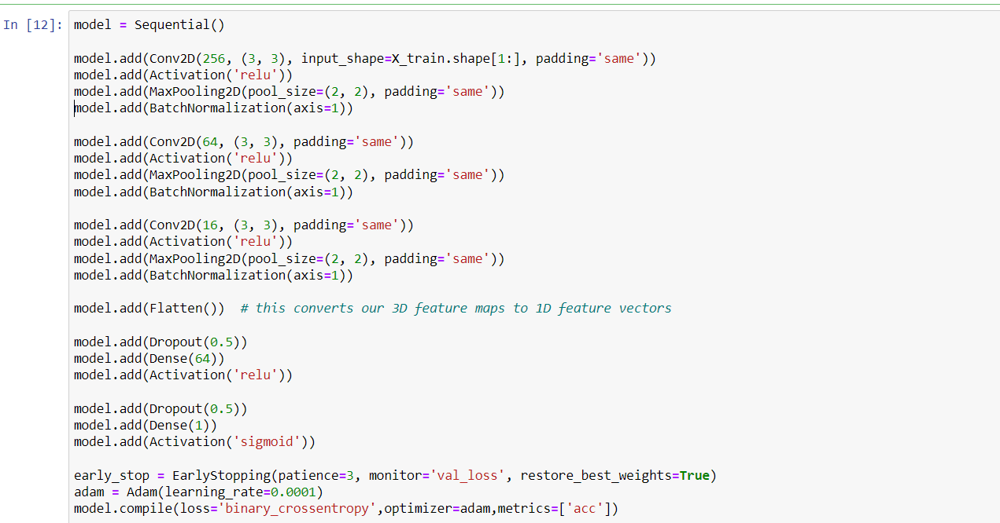 In [12]: model = Sequential()
model.add(Conv2D(256, (3, 3), input_shape=X_train.shape[1:], padding='same'))
model.add(Activation('relu'))
model.add(MaxPooling2D(pool_size=(2, 2), padding='same'))
model.add(BatchNormalization(axis=1))
model.add(Conv2D(64, (3, 3), padding='same'))
model.add(Activation('relu'))
model.add(MaxPooling2D(pool_size=(2, 2), padding='same'))
model.add(BatchNormalization(axis=1))
model.add(Conv2D(16, (3, 3), padding='same'))
model.add(Activation('relu'))
model.add(MaxPooling2D(pool_size=(2, 2), padding='same'))
model.add(BatchNormalization(axis=1))
model.add(Flatten())  # this converts our 3D feature maps to 1D feature vectors
model.add(Dropout(0.5))
model.add(Dense(64))
model.add(Activation('relu'))
model.add(Dropout(0.5))
model.add(Dense(1))
model.add(Activation('sigmoid'))
early_stop = EarlyStopping(patience=3, monitor='val_loss', restore_best_weights=True)
adam = Adam(learning_rate=0.0001)
model.compile(loss='binary_crossentropy',optimizer=adam,metrics=['acc'])